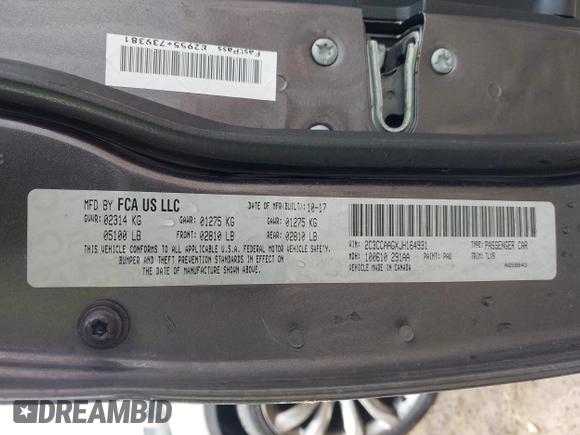 FastPass E2955+739381
MFD BY FCA US LLC DATE OF MFR(BUILT) 10-17
GVWR: 02314 KG GAWR: 01275 KG GAWR: 01275 KG
05100 LB FRONT: 02810 LB REAR: 02810 LB
THIS VEHICLE CONFORMS TO ALL APPLICABLE U.S.A. FEDERAL MOTOR VEHICLE SAFETY,
BUMPER AND THEFT PREVENTION STANDARDS IN EFFECT ON
THE DATE OF MANUFACTURE SHOWN ABOVE.
VIN: 2C3CCAAGXJH164931 TYPE: PASSENGER CAR
MDH: 100610 291AA PAINT: PAU TRIM: TLX9
VEHICLE MADE IN CANADA
DREAMBID